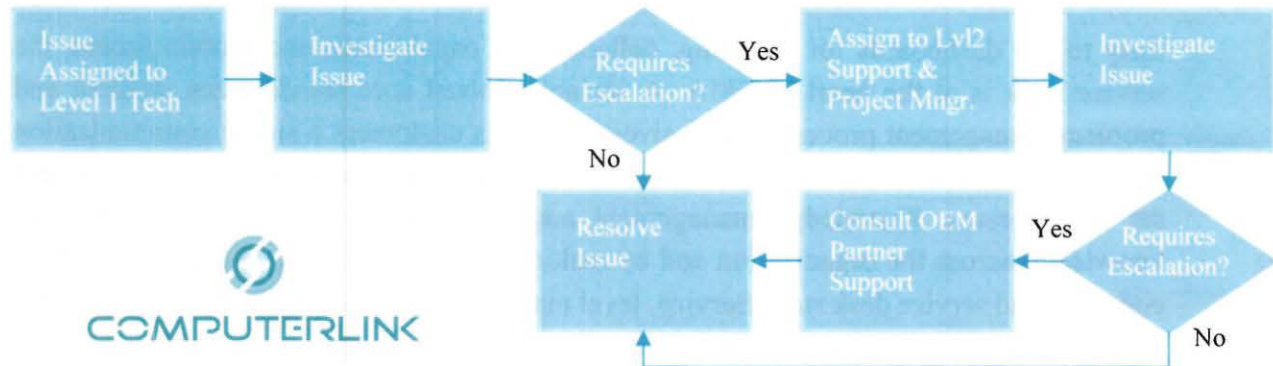 Issue
Assigned to
Level 1 Tech
Investigate
Issue
Requires
Escalation?
Yes
Assign to Lvl2
Support &
Project Mngr.
Investigate
Issue
No
Resolve
Issue
Consult OEM
Partner
Support
Yes
Requires
Escalation?
No
COMPUTERLINK